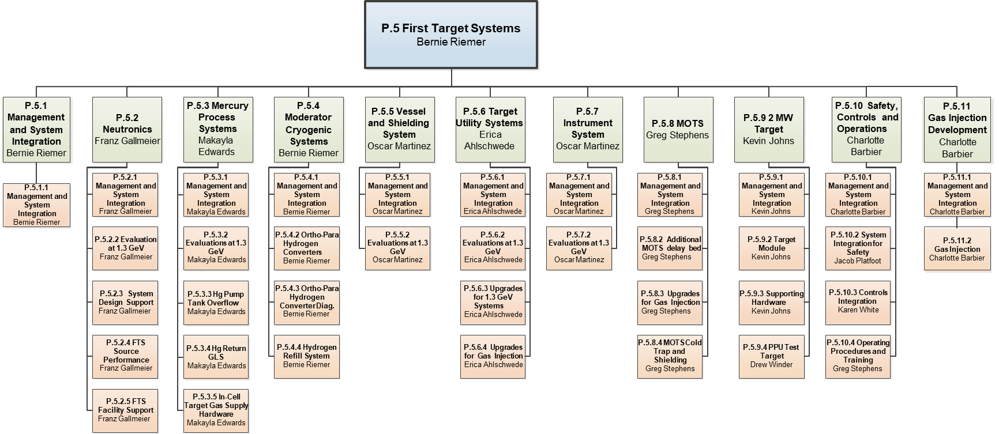 P.5 First Target Systems
Bernie Riemer
P.5.1
Management
and System
Integration
Bernie Riemer
P.5.2
Neutronics
Franz Gallmeier
P.5.3 Mercury
Process
Systems
Makayla
Edwards
P.5.4
Moderator
Cryogenic
Systems
Bernie Riemer
P.5.5 Vessel
and Shielding
System
Oscar Martinez
P.5.6 Target
Utility Systems
Erica
Ahlschwede
P.5.7
Instrument
System
Oscar Martinez
P.5.8 MOTS
Greg Stephens
P.5.9 2 MW
Target
Kevin Johns
P.5.10 Safety,
Controls and
Operations
Charlotte
Barbier
P.5.11
Gas Injection
Development
Charlotte
Barbier
P.5.1.1
Management and
System
Integration
Bernie Riemer
P.5.2.1
Management and
System
Integration
Franz Gallmeier
P.5.2.2 Evaluation
at 1.3 GeV
Franz Gallmeier
P.5.2.3 System
Design Support
Franz Gallmeier
P.5.2.4 FTS
Source
Performance
Franz Gallmeier
P.5.2.5 FTS
Facility Support
Franz Gallmeier
P.5.3.1
Management and
System
Integration
Makayla Edwards
P.5.3.2
Evaluations at 1.3
GeV
Makayla Edwards
P.5.3.3 Hg Pump
Tank Overflow
Makayla Edwards
P.5.3.4 Hg Return
GLS
Makayla Edwards
P.5.3.5 In-Cell
Target Gas Supply
Hardware
Makayla Edwards
P.5.4.1
Management and
System
Integration
Bernie Riemer
P.5.4.2 Ortho-Para
Hydrogen
Converters
Bernie Riemer
P.5.4.3 Ortho-Para
Hydrogen
Converter Diag.
Bernie Riemer
P.5.4.4 Hydrogen
Refill System
Bernie Riemer
P.5.5.1
Management and
System
Integration
Oscar Martinez
P.5.5.2
Evaluations at 1.3
GeV
Oscar Martinez
P.5.6.1
Management and
System
Integration
Erica Ahlschwede
P.5.6.2
Evaluations at 1.3
GeV
Erica Ahlschwede
P.5.6.3 Upgrades
for 1.3 GeV
Systems
Erica Ahlschwede
P.5.6.4 Upgrades
for Gas Injection
Erica Ahlschwede
P.5.7.1
Management and
System
Integration
Oscar Martinez
P.5.7.2
Evaluations at 1.3
GeV
Oscar Martinez
P.5.8.1
Management and
System
Integration
Greg Stephens
P.5.8.2 Additional
MOTS delay bed
Greg Stephens
P.5.8.3 Upgrades
for Gas Injection
Greg Stephens
P.5.8.4 MOTS Cold
Trap and
Shielding
Greg Stephens
P.5.9.1
Management and
System
Integration
Kevin Johns
P.5.9.2 Target
Module
Kevin Johns
P.5.9.3 Supporting
Hardware
Kevin Johns
P.5.9.4 PPU Test
Target
Drew Winder
P.5.10.1
Management and
System
Integration
Charlotte Barbier
P.5.10.2 System
Integration for
Safety
Jacob Platfoot
P.5.10.3 Controls
Integration
Karen White
P.5.10.4 Operating
Procedures and
Training
Greg Stephens
P.5.11.1
Management and
System
Integration
Charlotte Barbier
P.5.11.2
Gas Injection
Charlotte Barbier